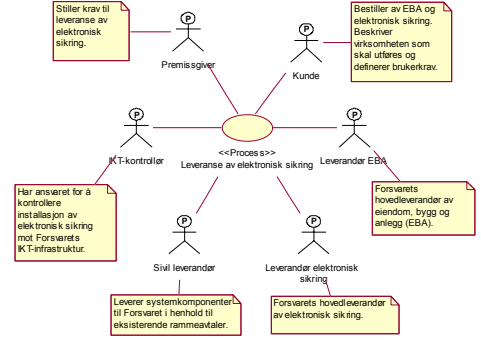 Stiller krav til
leveranse av
elektronisk
sikring.
P
Premissgiver
P
Kunde
Bestiller av EBA og
elektronisk sikring.
Beskriver
virksomheten som
skal utføres og
definerer brukerkrav.
P
IKT-kontrollør
<<Process>>
Leveranse av elektronisk sikring
P
Leverandør EBA
Har ansvaret for å
kontrollere
installasjon av
elektronisk sikring
mot Forsvarets
IKT-infrastruktur.
Forsvarets
hovedleverandør av
eiendom, bygg og
anlegg (EBA).
P
Sivil leverandør
P
Leverandør elektronisk
sikring
Leverer systemkomponenter
til Forsvaret i henhold til
eksisterende rammeavtaler.
Forsvarets hovedleverandør
av elektronisk sikring.